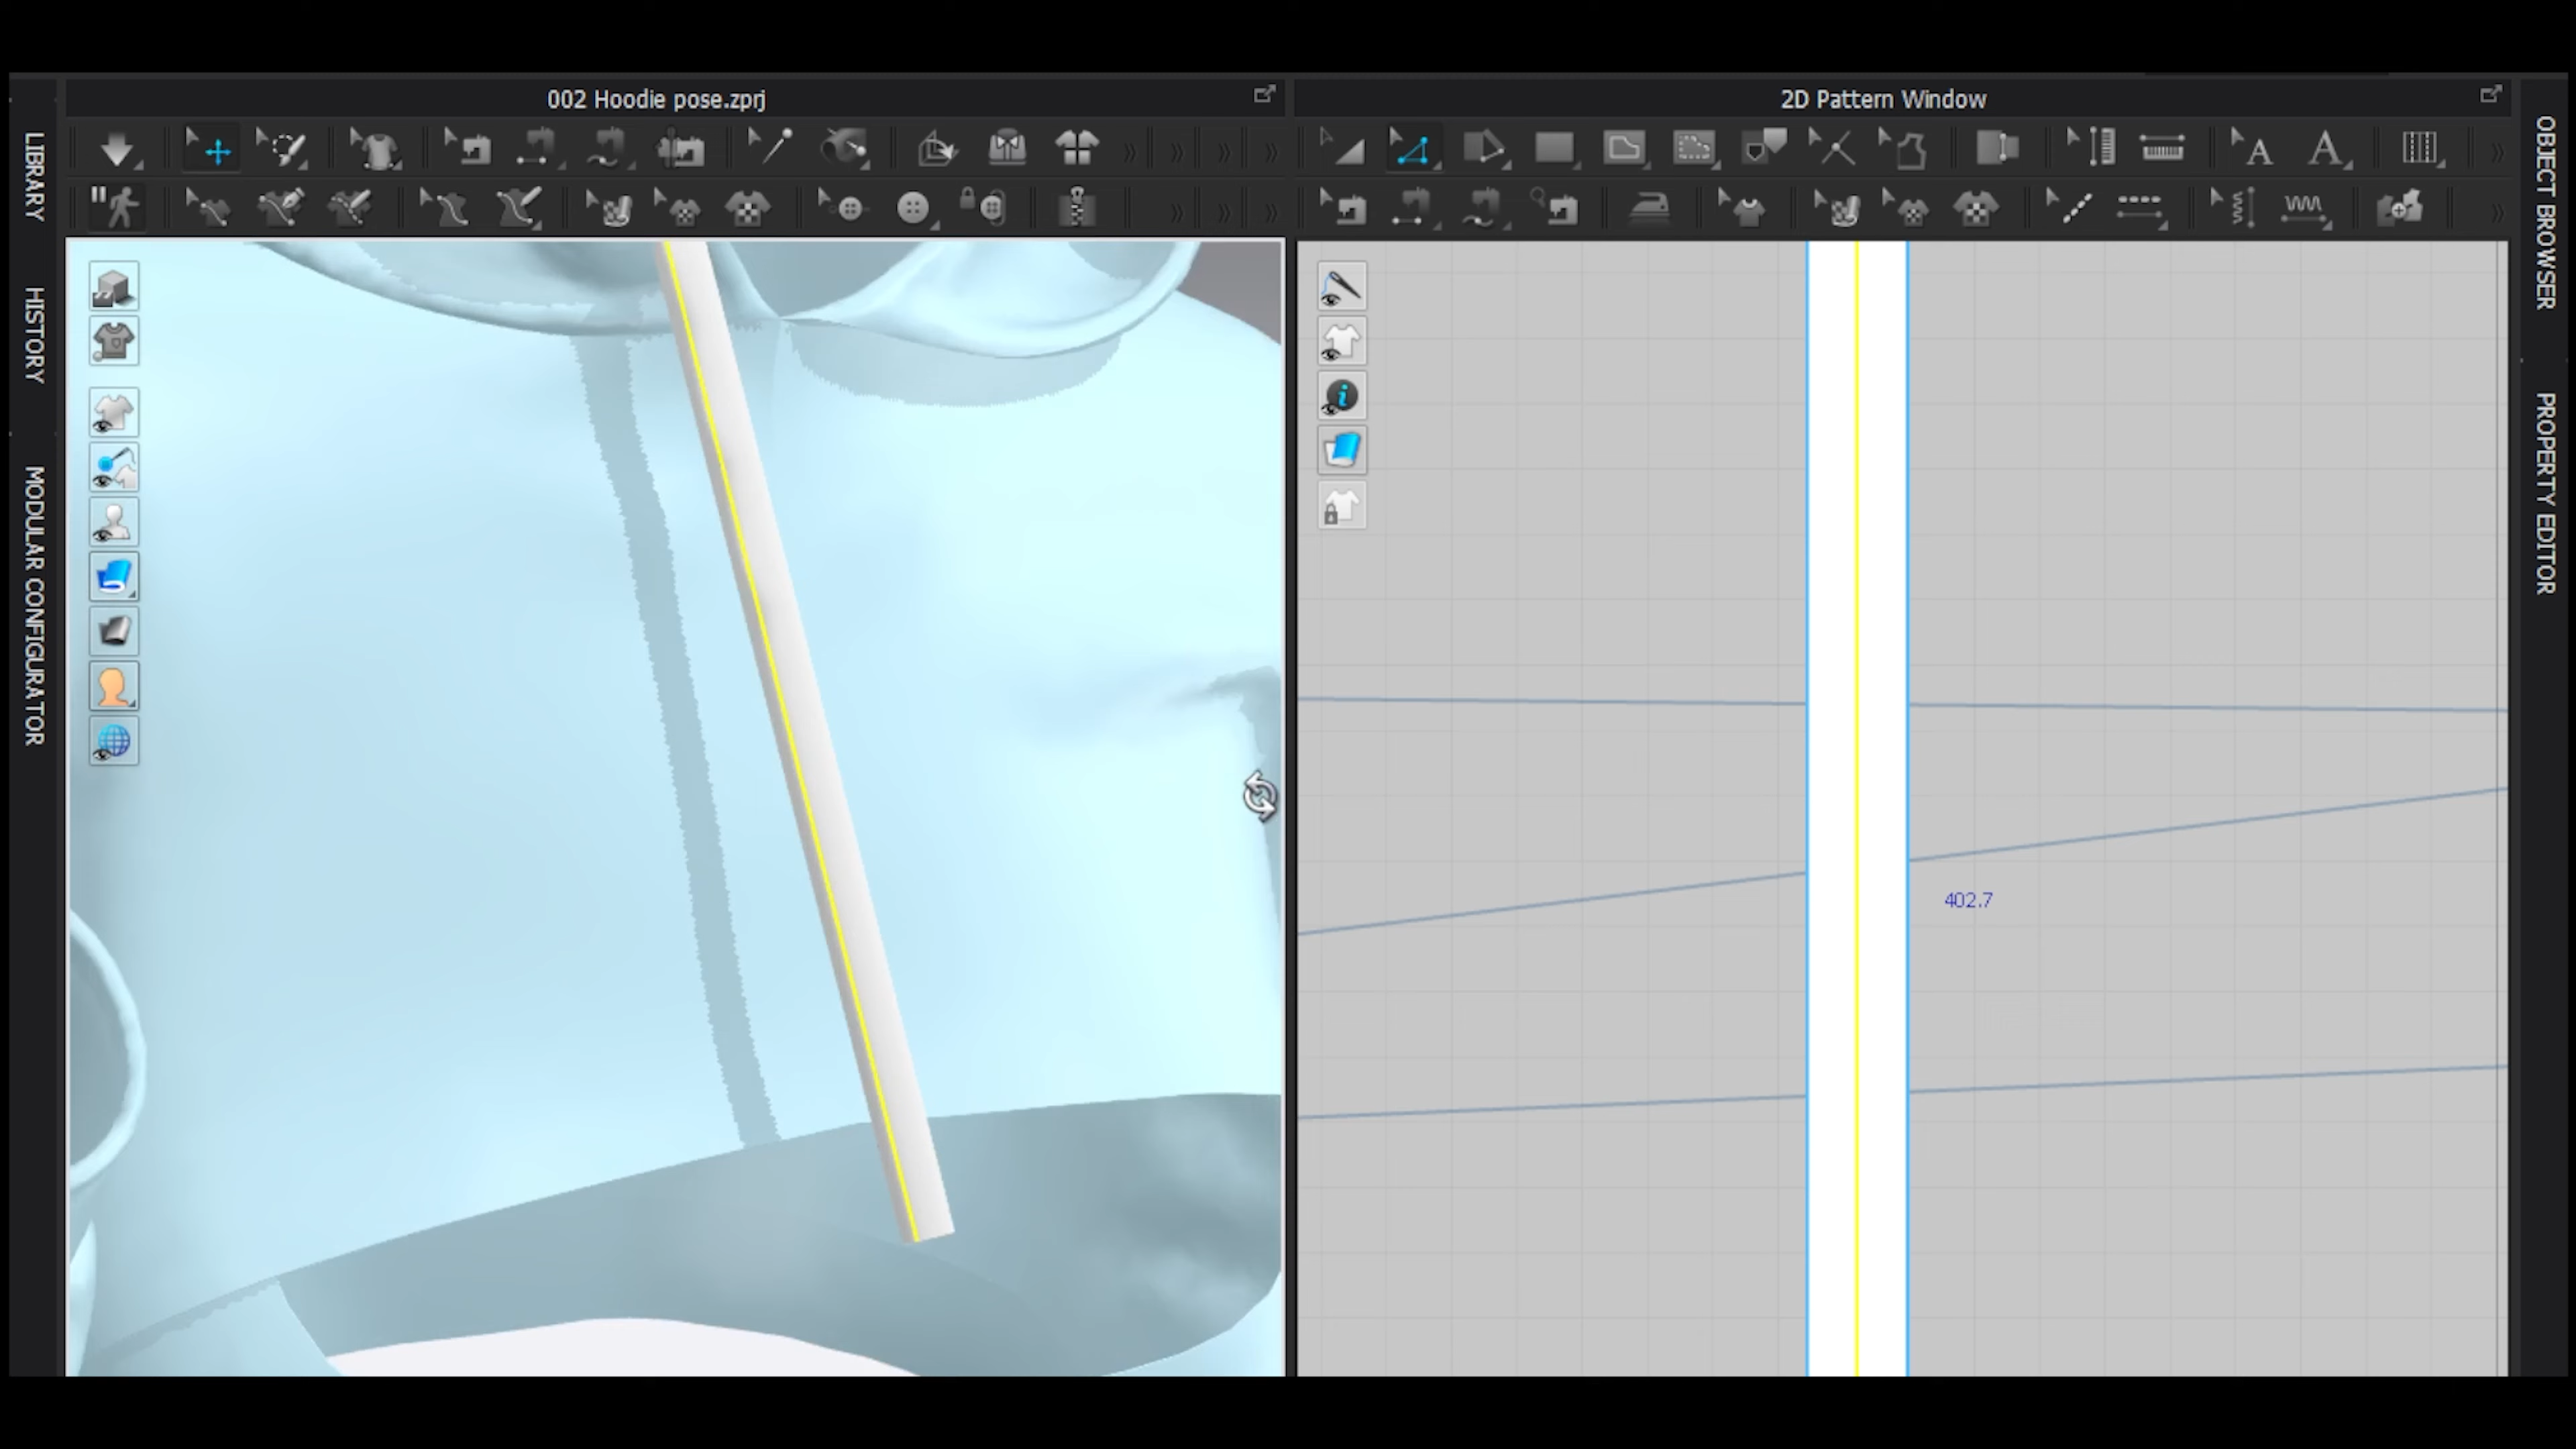 002 Hoodie pose.zprj
2D Pattern Window
LIBRARY
HISTORY
MODULAR CONFIGURATOR
OBJECT BROWSER
PROPERTY EDITOR
A
A
i
402.7